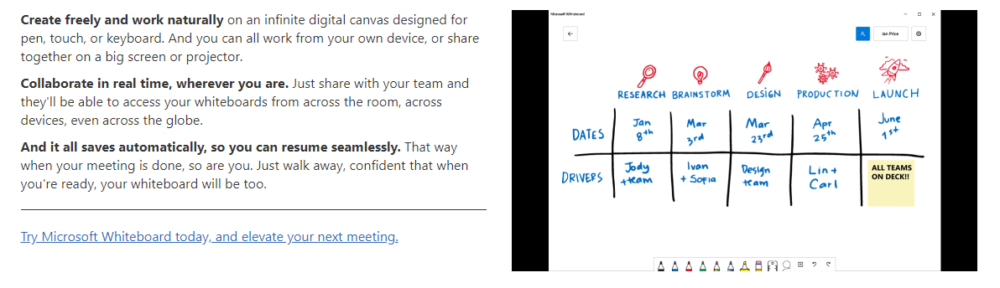 Create freely and work naturally on an infinite digital canvas designed for
pen, touch, or keyboard. And you can all work from your own device, or share
together on a big screen or projector.
Collaborate in real time, wherever you are. Just share with your team and
they'll be able to access your whiteboards from across the room, across
devices, even across the globe.
And it all saves automatically, so you can resume seamlessly. That way
when your meeting is done, so are you. Just walk away, confident that when
you're ready, your whiteboard will be too.
Try Microsoft Whiteboard today, and elevate your next meeting.
Microsoft Whiteboard
Jan Price
RESEARCH BRAINSTORM DESIGN PRODUCTION LAUNCH
DATES
Jan
8th
Mar
3rd
Mar
23rd
Apr
25th
June
1st
DRIVERS
Jody
+team
Ivan
+ Sofia
Design
team
Lin +
Carl
ALL TEAMS
ON DECK!!